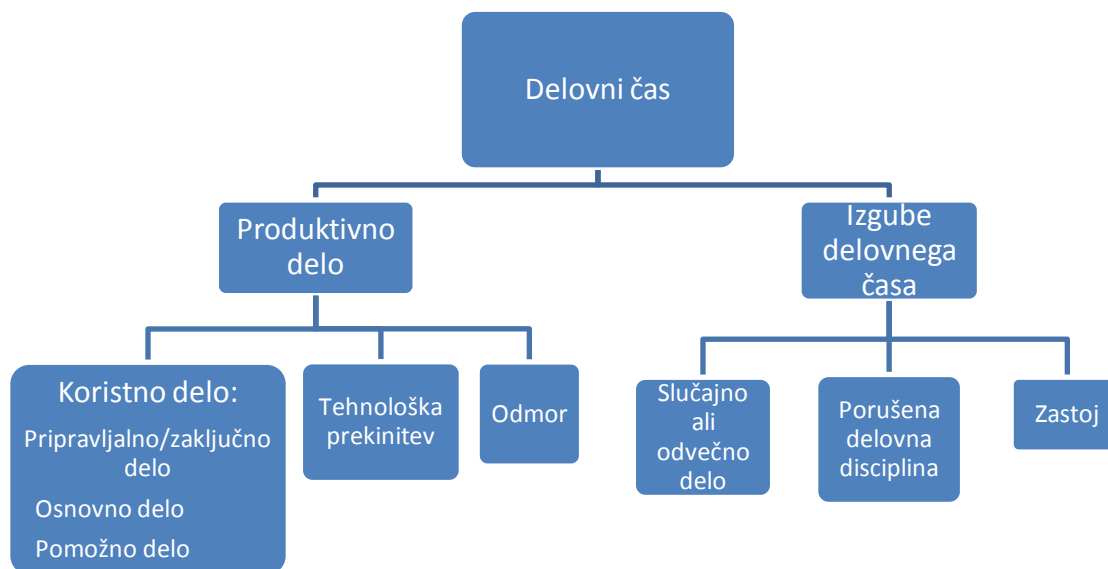 Delovni čas
Produktivno
delo
Izgube
delovnega
časa
Koristno delo:
Pripravljalno/zaključno
delo
Osnovno delo
Pomožno delo
Tehnološka
prekinitev
Odmor
Slučajno
ali
odvečno
delo
Porušena
delovna
disciplina
Zastoj